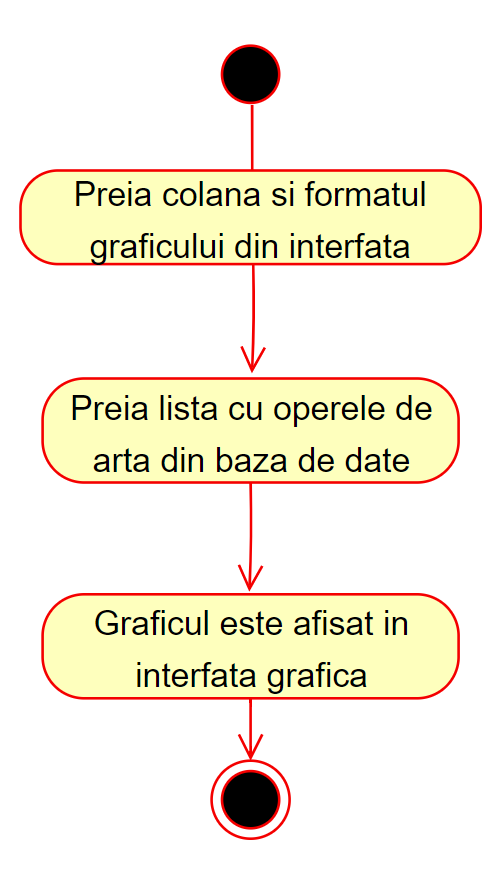 Preia colana si formatul
graficului din interfata
Preia lista cu operele de
arta din baza de date
Graficul este afisat in
interfata grafica